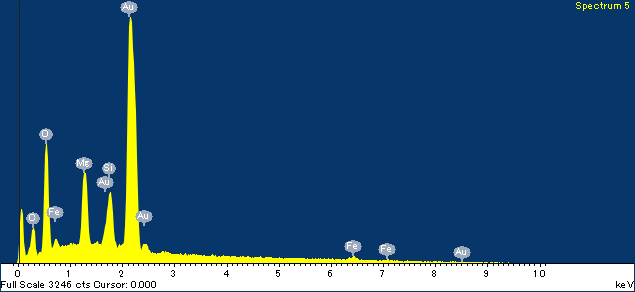 Spectrum 5
Au
O
Mg
Si
Au
Fe
O
Au
Fe
Fe
Au
0 1 2 3 4 5 6 7 8 9 10
Full Scale 3246 cts Cursor: 0.000 keV